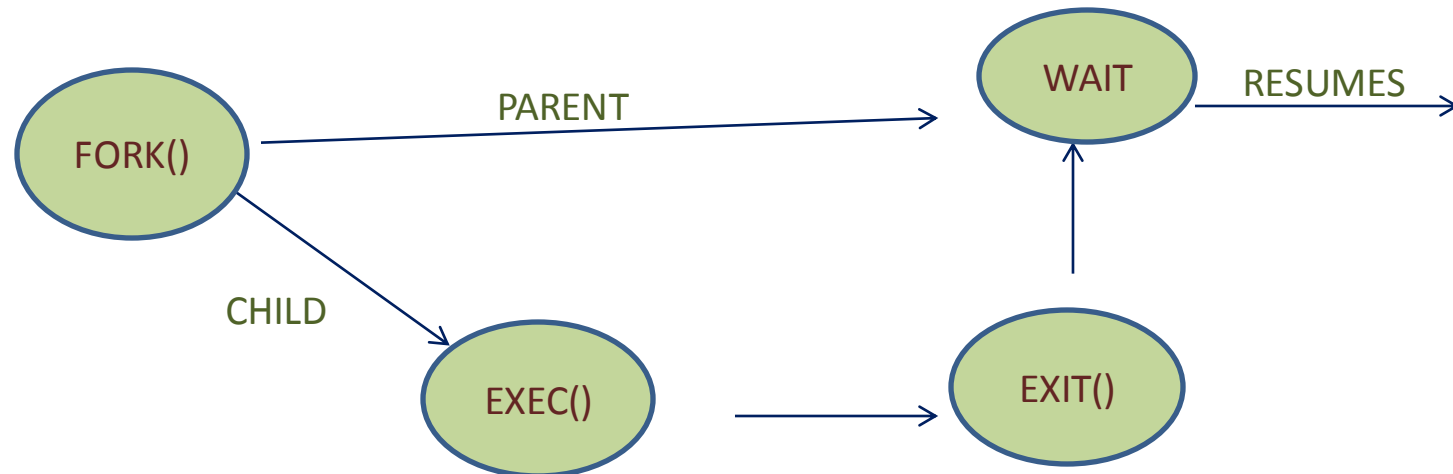 FORK()
PARENT
WAIT
RESUMES
CHILD
EXEC()
EXIT()